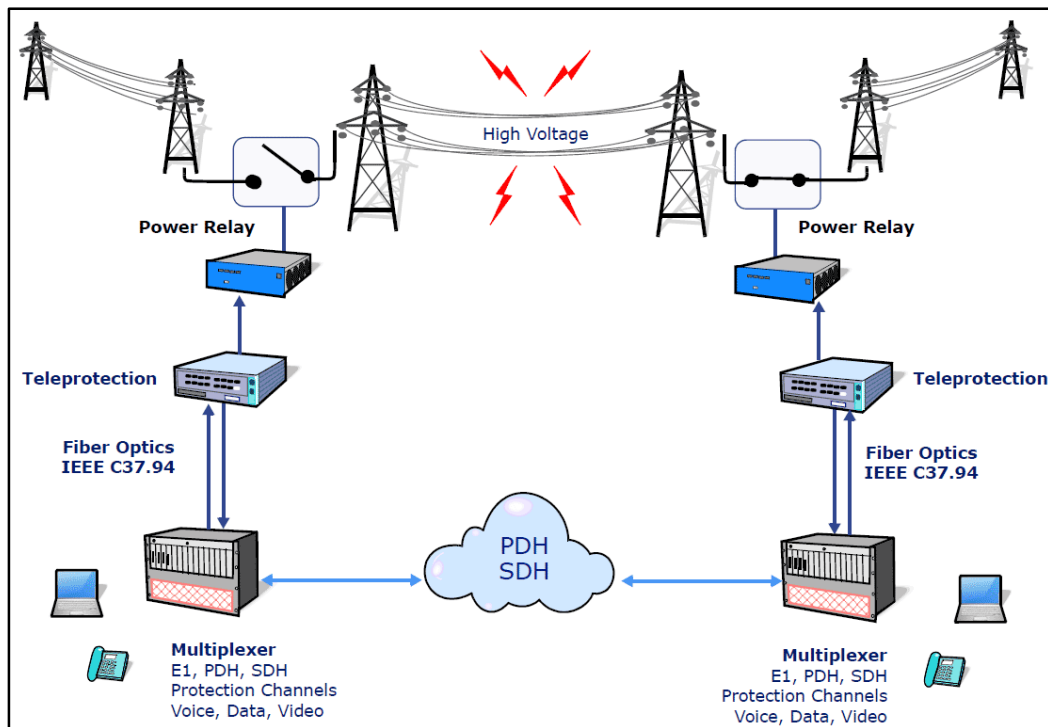 High Voltage
Power Relay
Power Relay
Teleprotection
Teleprotection
Fiber Optics
IEEE C37.94
Fiber Optics
IEEE C37.94
PDH
SDH
Multiplexer
E1, PDH, SDH
Protection Channels
Voice, Data, Video
Multiplexer
E1, PDH, SDH
Protection Channels
Voice, Data, Video